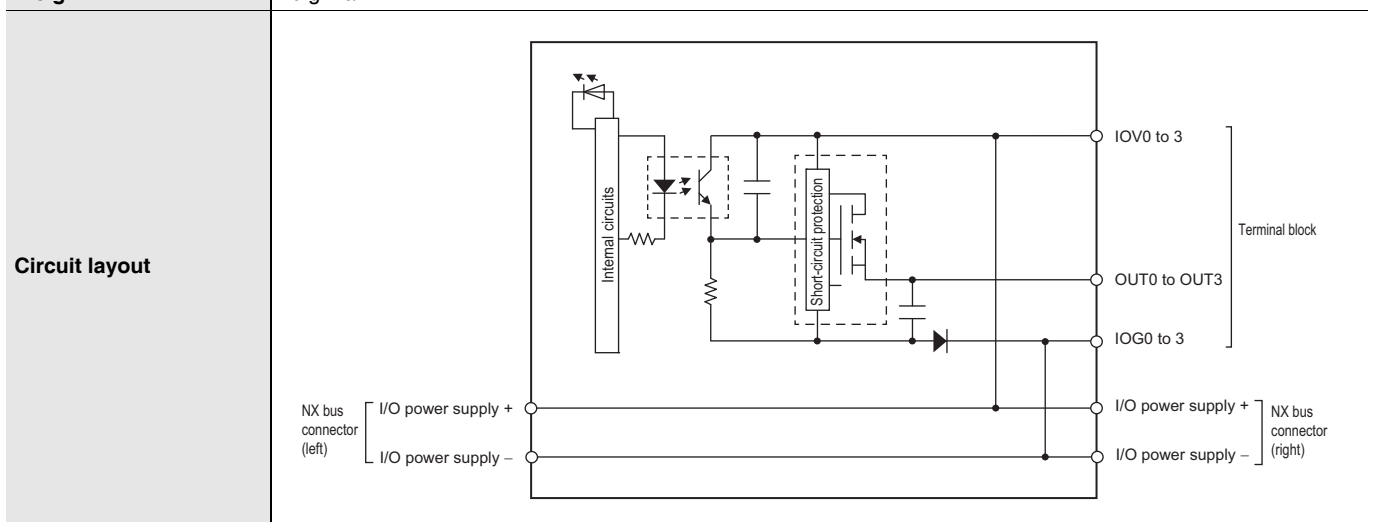 Circuit layout
Internal circuits
Short-circuit protection
IOV0 to 3
OUT0 to OUT3
IOG0 to 3
Terminal block
NX bus
connector
(left)
I/O power supply +
I/O power supply –
I/O power supply +
I/O power supply –
NX bus
connector
(right)